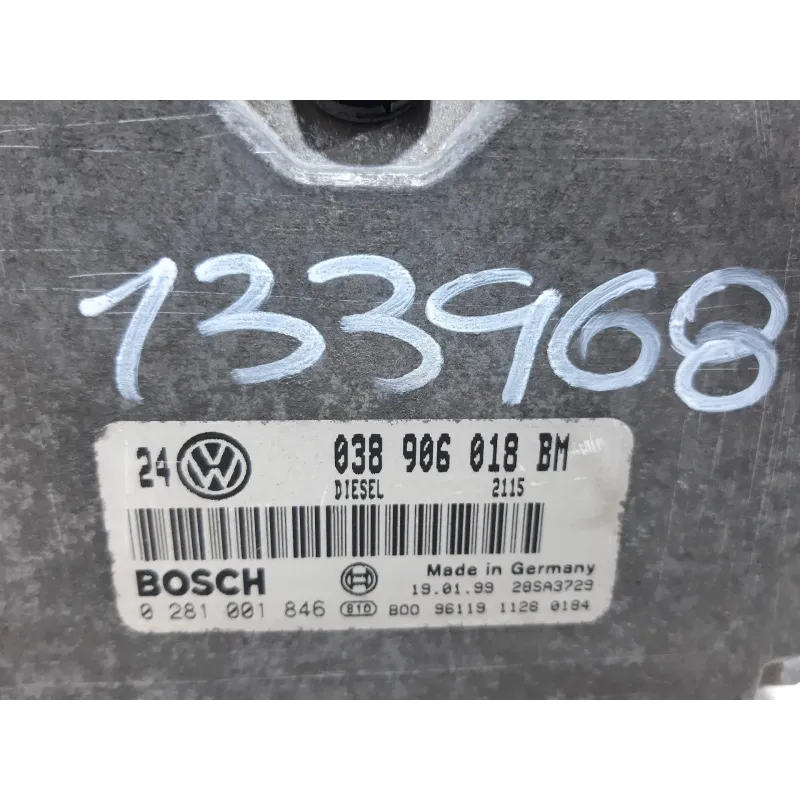 133968
24 VW 038 906 018 BM
DIESEL 2115
BOSCH Made in Germany
19.01.99 28SA3729
0 281 001 846 810 B00 96119 1128 0184